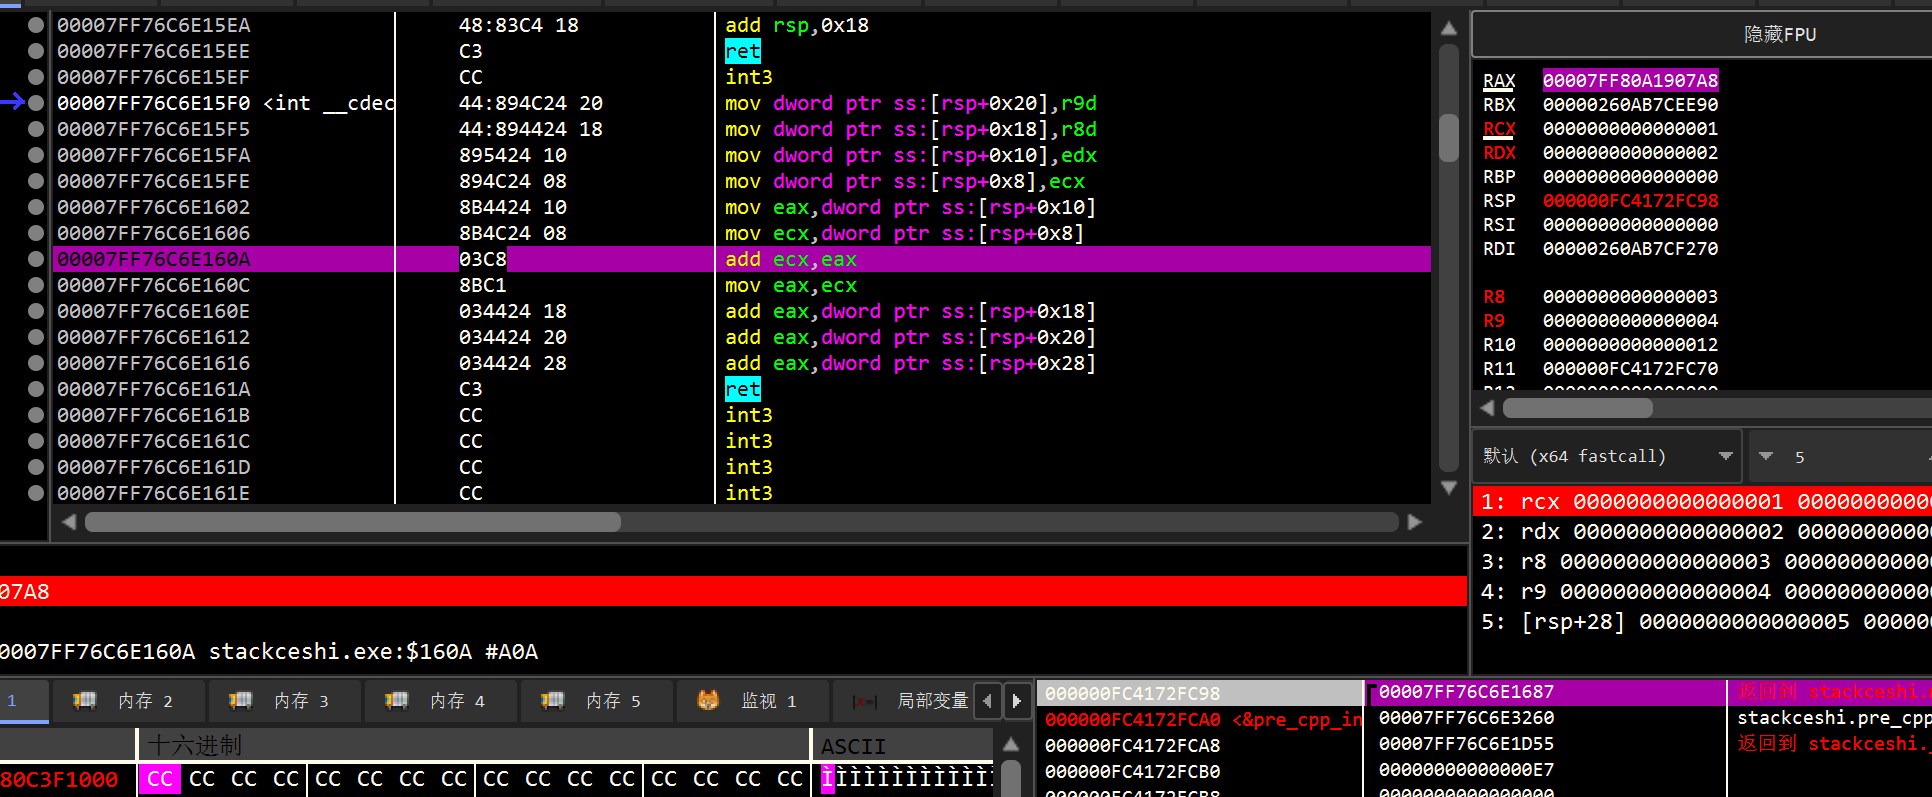 00007FF76C6E15EA 48:83C4 18 add rsp,0x18
00007FF76C6E15EE C3 ret
00007FF76C6E15EF CC int3
00007FF76C6E15F0 <int __cdec 44:894C24 20 mov dword ptr ss:[rsp+0x20],r9d
00007FF76C6E15F5 44:894424 18 mov dword ptr ss:[rsp+0x18],r8d
00007FF76C6E15FA 895424 10 mov dword ptr ss:[rsp+0x10],edx
00007FF76C6E15FE 894C24 08 mov dword ptr ss:[rsp+0x8],ecx
00007FF76C6E1602 8B4424 10 mov eax,dword ptr ss:[rsp+0x10]
00007FF76C6E1606 8B4C24 08 mov ecx,dword ptr ss:[rsp+0x8]
00007FF76C6E160A 03C8 add ecx,eax
00007FF76C6E160C 8BC1 mov eax,ecx
00007FF76C6E160E 034424 18 add eax,dword ptr ss:[rsp+0x18]
00007FF76C6E1612 034424 20 add eax,dword ptr ss:[rsp+0x20]
00007FF76C6E1616 034424 28 add eax,dword ptr ss:[rsp+0x28]
00007FF76C6E161A C3 ret
00007FF76C6E161B CC int3
00007FF76C6E161C CC int3
00007FF76C6E161D CC int3
00007FF76C6E161E CC int3
隐藏FPU
RAX 00007FF80A1907A8
RBX 00000260AB7CEE90
RCX 0000000000000001
RDX 0000000000000002
RBP 0000000000000000
RSP 000000FC4172FC98
RSI 0000000000000000
RDI 00000260AB7CF270
R8 0000000000000003
R9 0000000000000004
R10 0000000000000012
R11 000000FC4172FC70
默认 (x64 fastcall) 5
1: rcx 0000000000000001 00000000000
2: rdx 0000000000000002 00000000000
3: r8 0000000000000003 000000000000
4: r9 0000000000000004 000000000000
5: [rsp+28] 0000000000000005 000000
07A8
0007FF76C6E160A stackceshi.exe:$160A #A0A
1 内存 2 内存 3 内存 4 内存 5 监视 1 |x=| 局部变量
十六进制 ASCII
80C3F1000 CC CC CC CC CC CC CC CC CC CC CC CC CC CC CC CC ÌÌÌÌÌÌÌÌÌÌÌÌ
000000FC4172FC98 00007FF76C6E1687 返回到 stackceshi.
000000FC4172FCA0 <&pre_cpp_in 00007FF76C6E3260 stackceshi.pre_cpp
000000FC4172FCA8 00007FF76C6E1D55 返回到 stackceshi.
000000FC4172FCB0 00000000000000E7
000000FC4172FCB8 0000000000000000